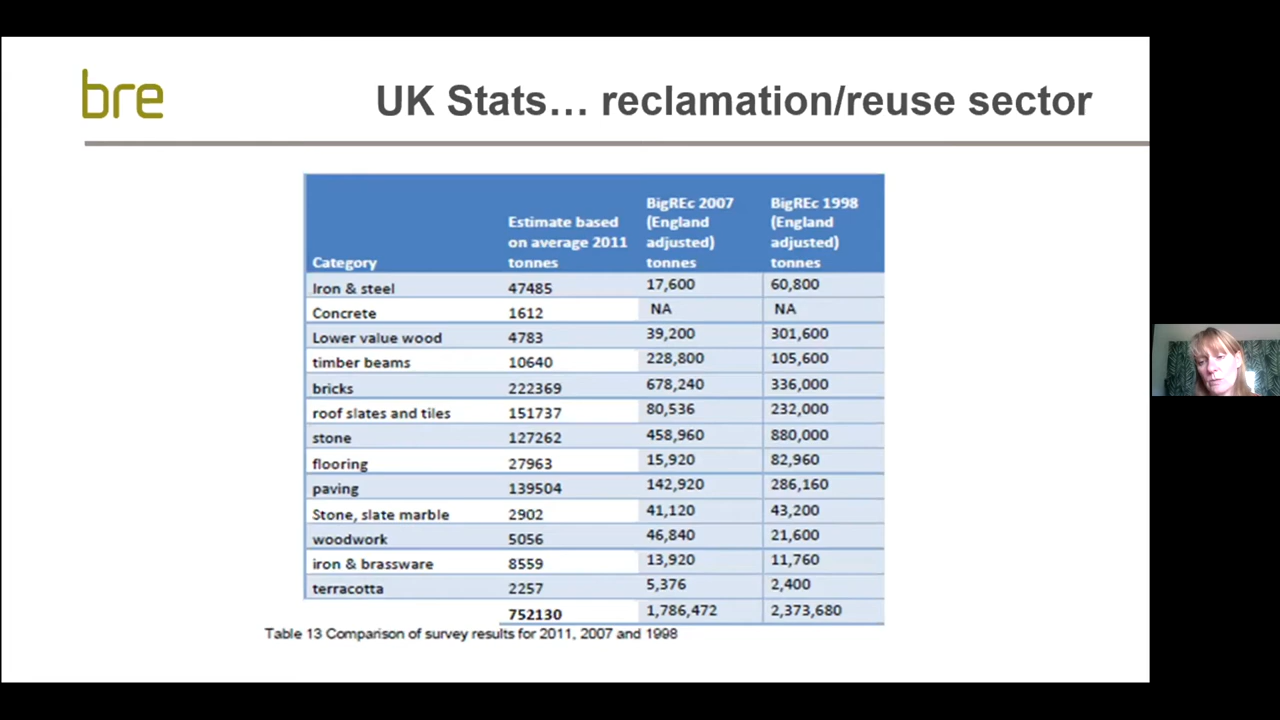 bre
UK Stats… reclamation/reuse sector
Category Estimate based on average 2011 tonnes BigREc 2007 (England adjusted) tonnes BigREc 1998 (England adjusted) tonnes
Iron & steel 47485 17,600 60,800
Concrete 1612 NA NA
Lower value wood 4783 39,200 301,600
timber beams 10640 228,800 105,600
bricks 222369 678,240 336,000
roof slates and tiles 151737 80,536 232,000
stone 127262 458,960 880,000
flooring 27963 15,920 82,960
paving 139504 142,920 286,160
Stone, slate marble 2902 41,120 43,200
woodwork 5056 46,840 21,600
iron & brassware 8559 13,920 11,760
terracotta 2257 5,376 2,400
752130 1,786,472 2,373,680
Table 13 Comparison of survey results for 2011, 2007 and 1998